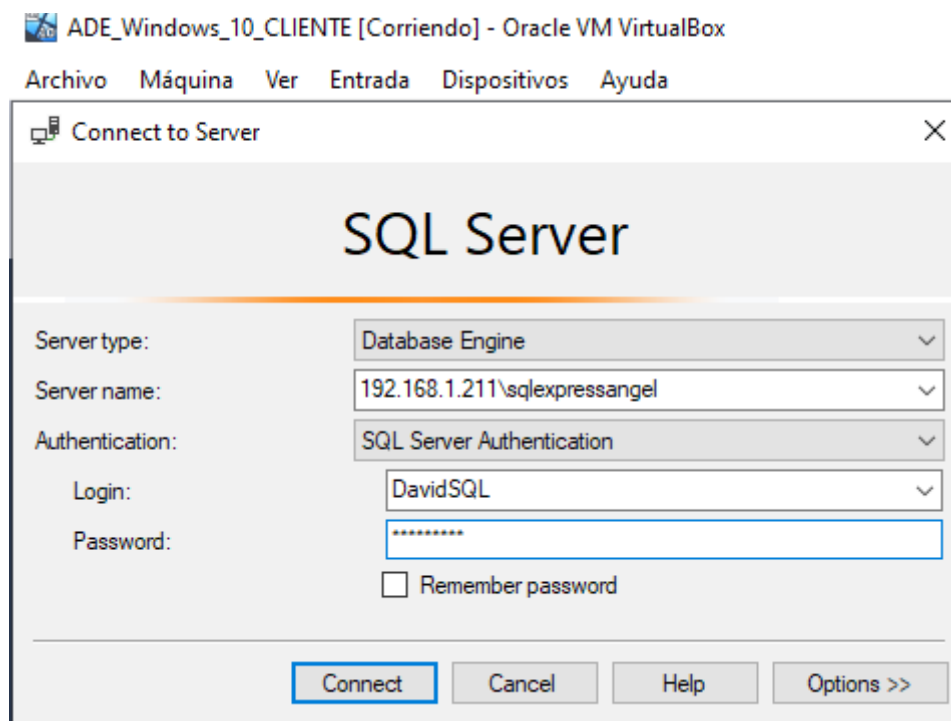 ADE_Windows_10_CLIENTE [Corriendo] - Oracle VM VirtualBox
Archivo Máquina Ver Entrada Dispositivos Ayuda
Connect to Server
SQL Server
Server type: Database Engine
Server name: 192.168.1.211\sqlexpressangel
Authentication: SQL Server Authentication
Login: DavidSQL
Password: *********
Remember password
Connect Cancel Help Options >>